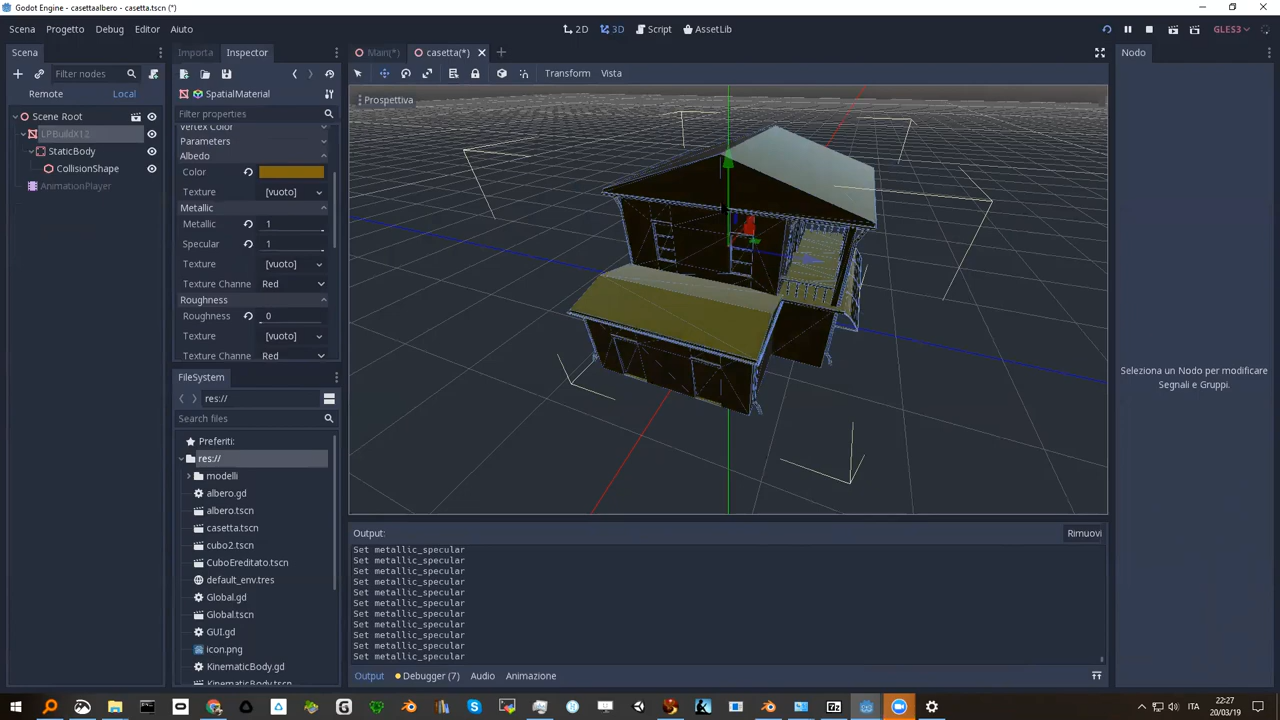 Godot Engine - casettaalbero - casetta.tscn (*)
Scena Progetto Debug Editor Aiuto
2D 3D Script AssetLib
GLES3
Scena
Importa Inspector
Main(*) casetta(*)
Nodo
Filter nodes
Transform Vista
Remote Local
SpatialMaterial
Prospettiva
Scene Root
Filter properties
LPBuildX12
Vertex Color
Parameters
StaticBody
Albedo
CollisionShape
Color
AnimationPlayer
Texture [vuoto]
Metallic
Metallic 1
Specular 1
Texture [vuoto]
Texture Channe Red
Roughness
Roughness 0
Texture [vuoto]
Texture Channe Red
Seleziona un Nodo per modificare
Segnali e Gruppi.
FileSystem
res://
Search files
Preferiti:
res://
modelli
albero.gd
albero.tscn
casetta.tscn
cubo2.tscn
CuboEreditato.tscn
default_env.tres
Global.gd
Global.tscn
GUI.gd
icon.png
KinematicBody.gd
KinematicBody.tscn
Output:
Rimuovi
Set metallic_specular
Set metallic_specular
Set metallic_specular
Set metallic_specular
Set metallic_specular
Set metallic_specular
Set metallic_specular
Set metallic_specular
Set metallic_specular
Set metallic_specular
Set metallic_specular
Output Debugger (7) Audio Animazione
22:27
ITA
20/03/19